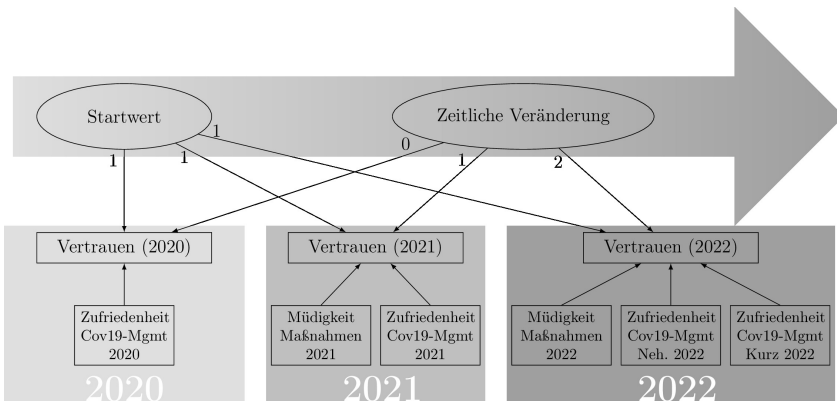 Startwert
Zeitliche Veränderung
1
1
1
0
1
2
Vertrauen (2020)
Vertrauen (2021)
Vertrauen (2022)
Zufriedenheit
Cov19-Mgmt
2020
Müdigkeit
Maßnahmen
2021
Zufriedenheit
Cov19-Mgmt
2021
Müdigkeit
Maßnahmen
2022
Zufriedenheit
Cov19-Mgmt
Neh. 2022
Zufriedenheit
Cov19-Mgmt
Kurz 2022
2020
2021
2022